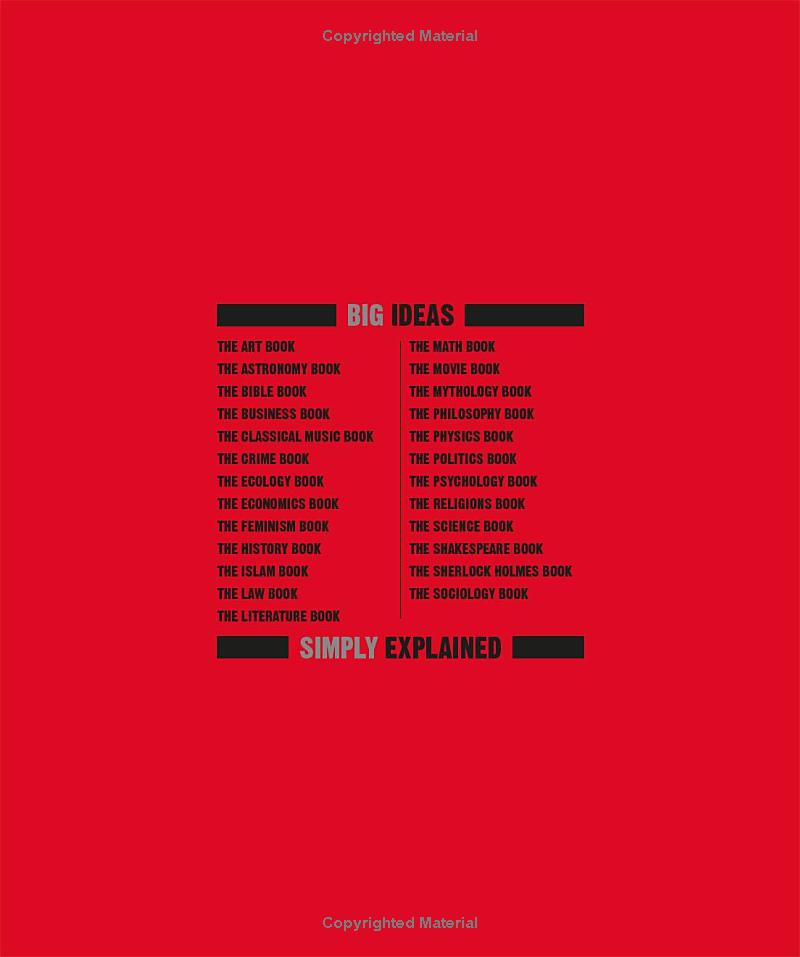 Copyrighted Material
BIG IDEAS
THE ART BOOK
THE ASTRONOMY BOOK
THE BIBLE BOOK
THE BUSINESS BOOK
THE CLASSICAL MUSIC BOOK
THE CRIME BOOK
THE ECOLOGY BOOK
THE ECONOMICS BOOK
THE FEMINISM BOOK
THE HISTORY BOOK
THE ISLAM BOOK
THE LAW BOOK
THE LITERATURE BOOK
THE MATH BOOK
THE MOVIE BOOK
THE MYTHOLOGY BOOK
THE PHILOSOPHY BOOK
THE PHYSICS BOOK
THE POLITICS BOOK
THE PSYCHOLOGY BOOK
THE RELIGIONS BOOK
THE SCIENCE BOOK
THE SHAKESPEARE BOOK
THE SHERLOCK HOLMES BOOK
THE SOCIOLOGY BOOK
SIMPLY EXPLAINED
Copyrighted Material